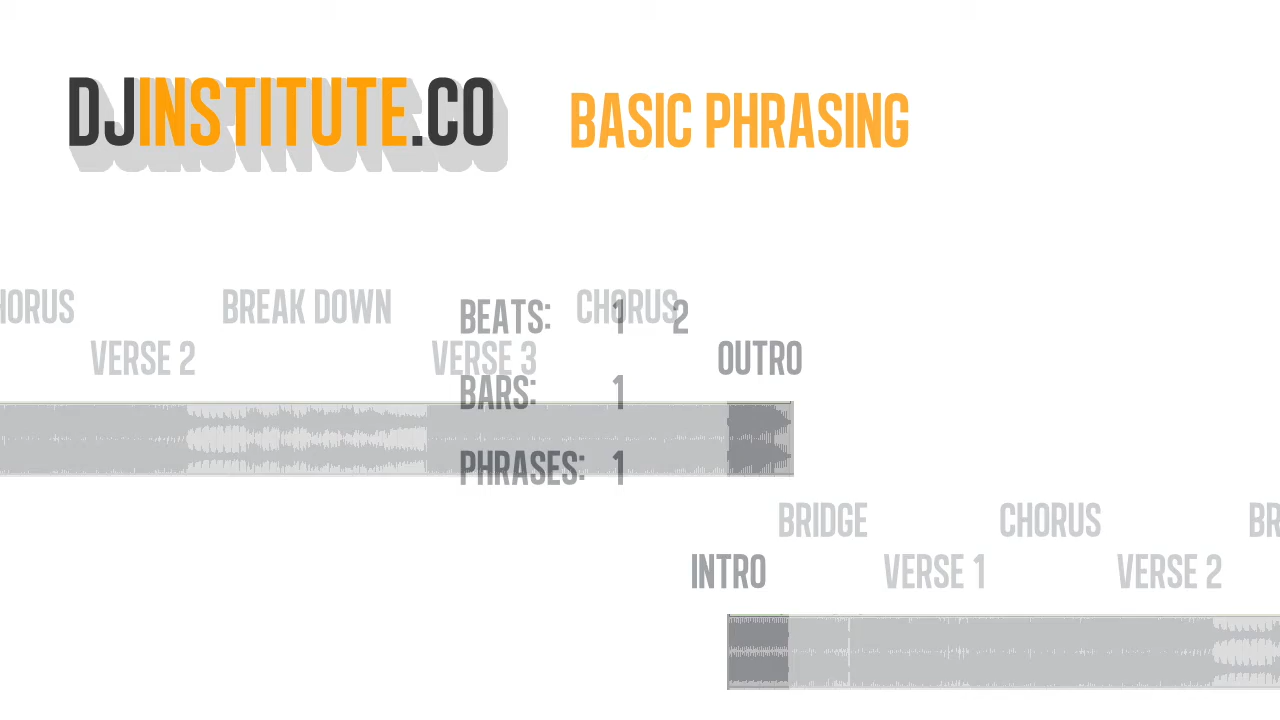 DJINSTITUTE.CO
BASIC PHRASING
HORUS
BREAK DOWN
CHORUS
BEATS: 1 2
VERSE 2
VERSE 3
OUTRO
BARS: 1
PHRASES: 1
BRIDGE
CHORUS
BR
INTRO
VERSE 1
VERSE 2